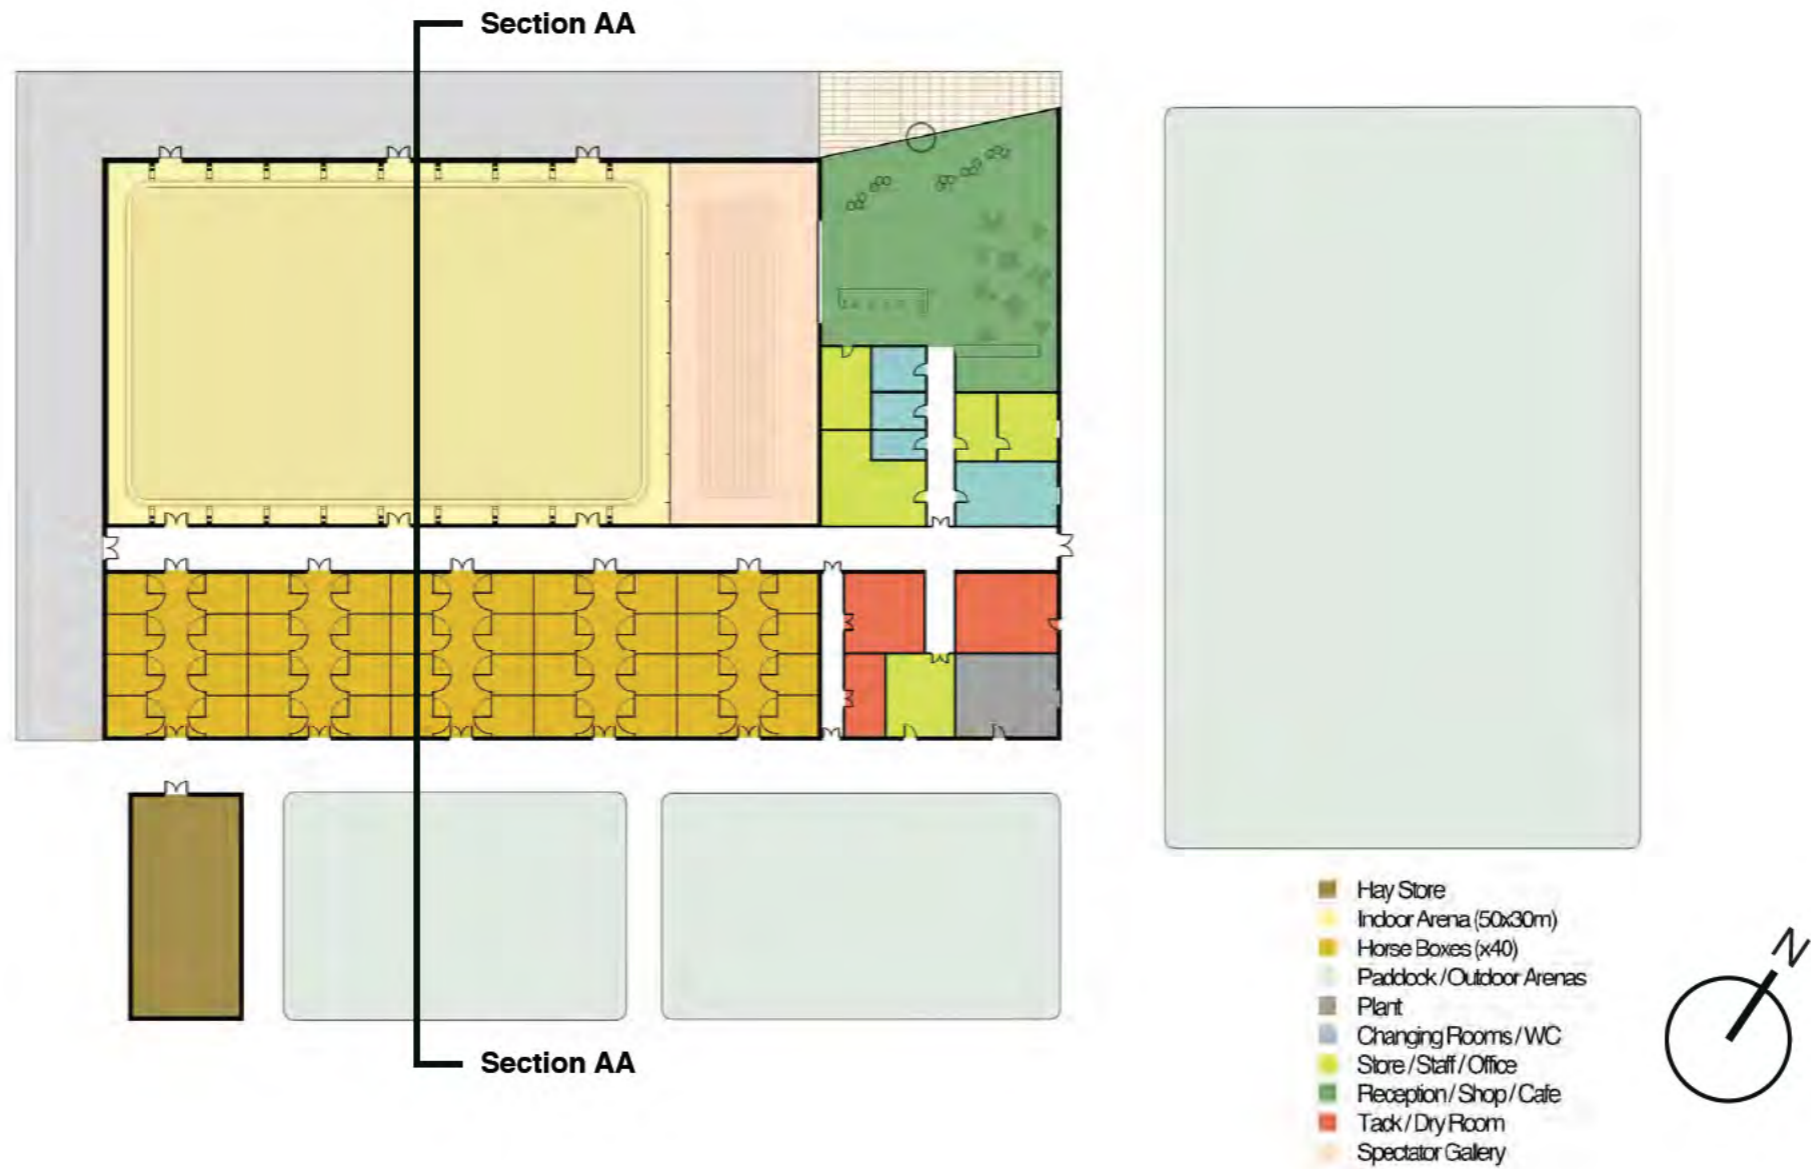 Section AA
Section AA
Hay Store
Indoor Arena (50x30m)
Horse Boxes (x40)
Paddock / Outdoor Arenas
Plant
Changing Rooms / WC
Store / Staff / Office
Reception / Shop / Cafe
Tack / Dry Room
Spectator Gallery
N